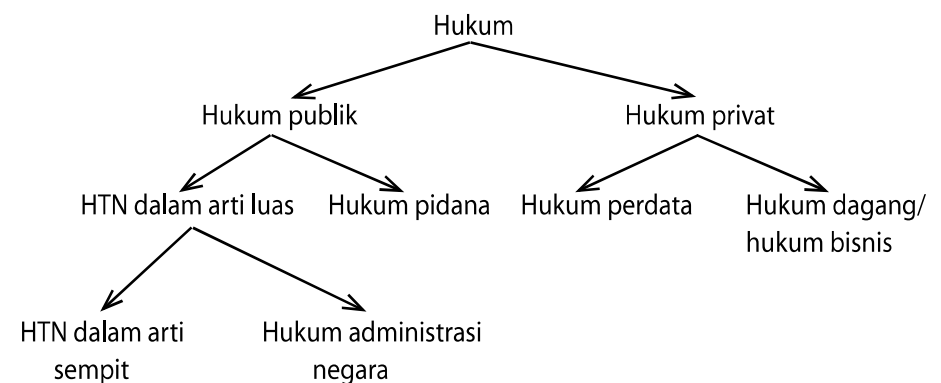 Hukum
Hukum publik
Hukum privat
HTN dalam arti luas
Hukum pidana
Hukum perdata
Hukum dagang/
hukum bisnis
HTN dalam arti
sempit
Hukum administrasi
negara